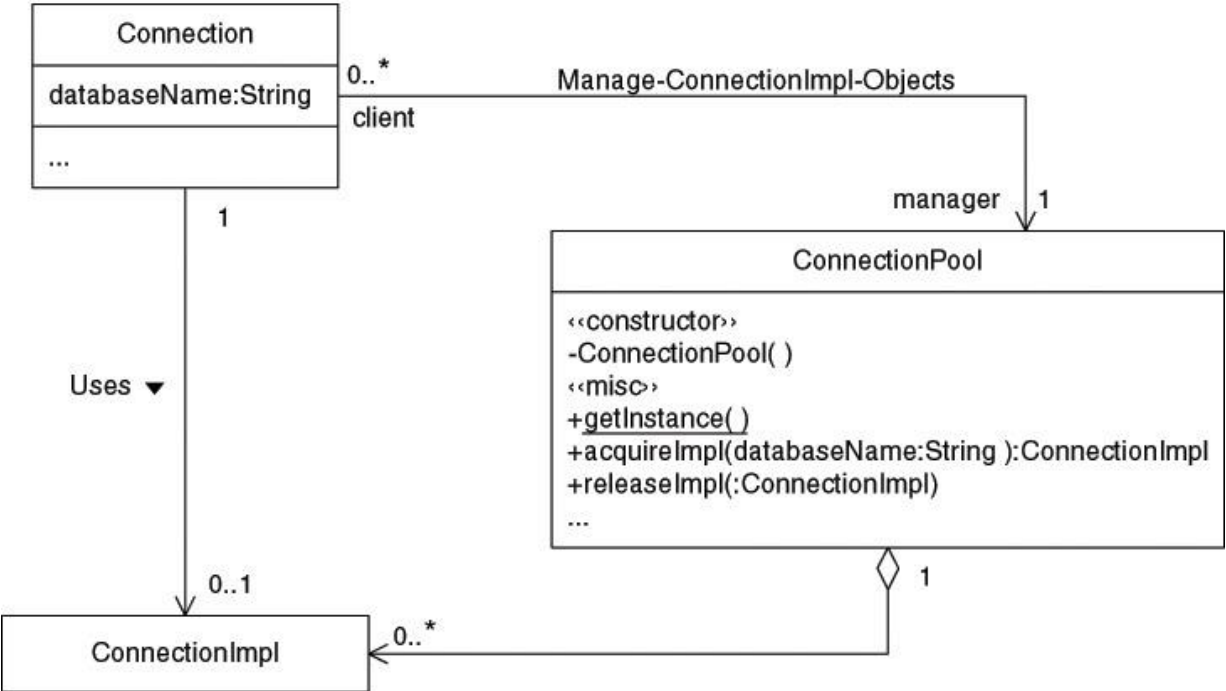 Connection
databaseName:String
...
0..*
client
Manage-ConnectionImpl-Objects
manager
1
1
Uses
ConnectionPool
‹‹constructor››
-ConnectionPool( )
‹‹misc››
+getInstance( )
+acquireImpl(databaseName:String ):ConnectionImpl
+releaseImpl(:ConnectionImpl)
...
1
0..1
0..*
ConnectionImpl